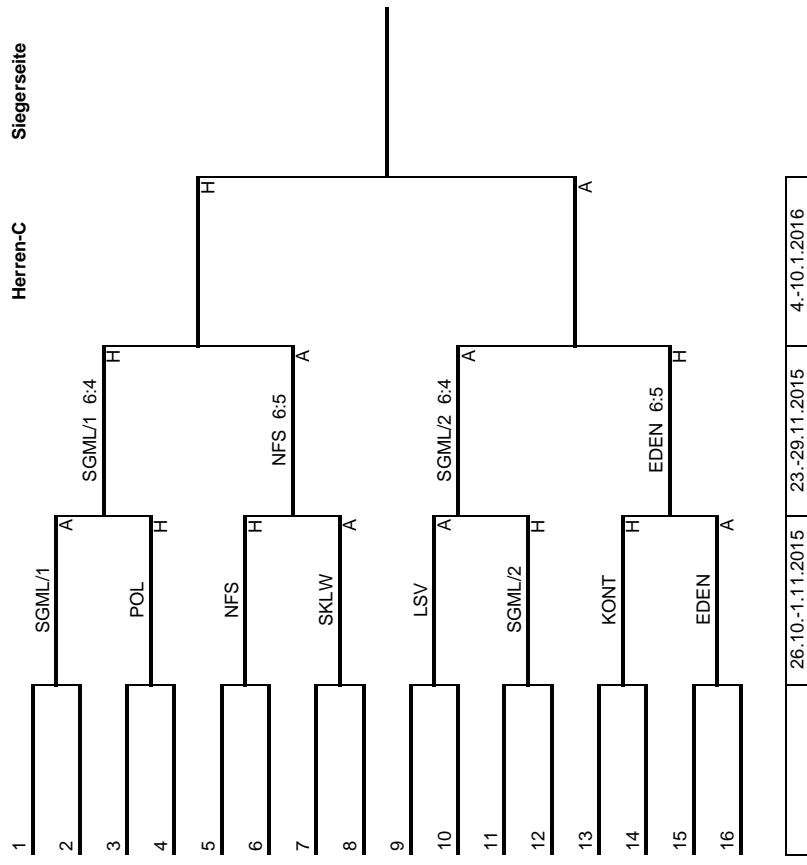 Herren-C
Siegerseite
1
2
3
4
5
6
7
8
9
10
11
12
13
14
15
16
SGML/1
A
POL
H
NFS
H
SKLW
A
LSV
A
SGML/2
H
KONT
H
EDEN
A
SGML/1 6:4
H
NFS 6:5
A
SGML/2 6:4
A
EDEN 6:5
H
H
A
26.10.-1.11.2015
23.-29.11.2015
4.-10.1.2016